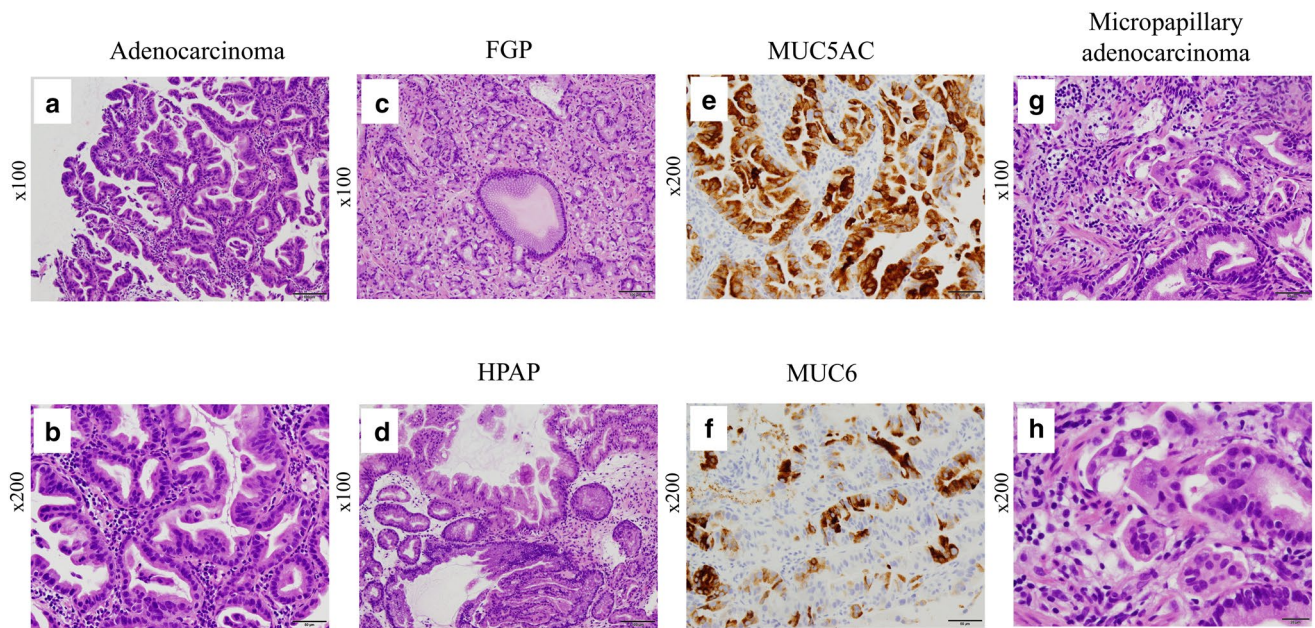 Adenocarcinoma
FGP
MUC5AC
Micropapillary
adenocarcinoma
a
c
e
g
x100
x100
x200
x100
HPAP
MUC6
b
d
f
h
x200
x100
x200
x200